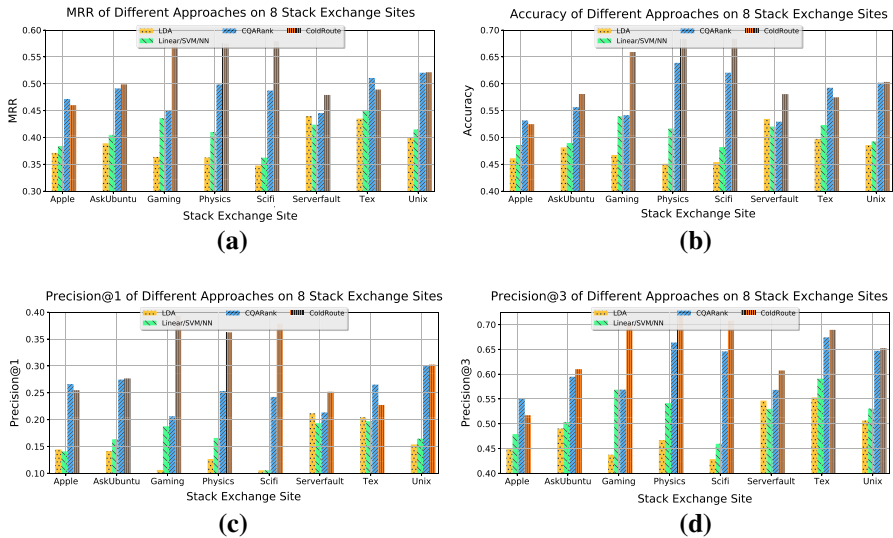 MRR of Different Approaches on 8 Stack Exchange Sites
LDA
Linear/SVM/NN
CQARank
ColdRoute
MRR
0.60
0.55
0.50
0.45
0.40
0.35
0.30
Apple AskUbuntu Gaming Physics Scifi Serverfault Tex Unix
Stack Exchange Site
(a)
Accuracy of Different Approaches on 8 Stack Exchange Sites
LDA
Linear/SVM/NN
CQARank
ColdRoute
Accuracy
0.70
0.65
0.60
0.55
0.50
0.45
0.40
Apple AskUbuntu Gaming Physics Scifi Serverfault Tex Unix
Stack Exchange Site
(b)
Precision@1 of Different Approaches on 8 Stack Exchange Sites
LDA
Linear/SVM/NN
CQARank
ColdRoute
Precision@1
0.40
0.35
0.30
0.25
0.20
0.15
0.10
Apple AskUbuntu Gaming Physics Scifi Serverfault Tex Unix
Stack Exchange Site
(c)
Precision@3 of Different Approaches on 8 Stack Exchange Sites
LDA
Linear/SVM/NN
CQARank
ColdRoute
Precision@3
0.70
0.65
0.60
0.55
0.50
0.45
0.40
Apple AskUbuntu Gaming Physics Scifi Serverfault Tex Unix
Stack Exchange Site
(d)